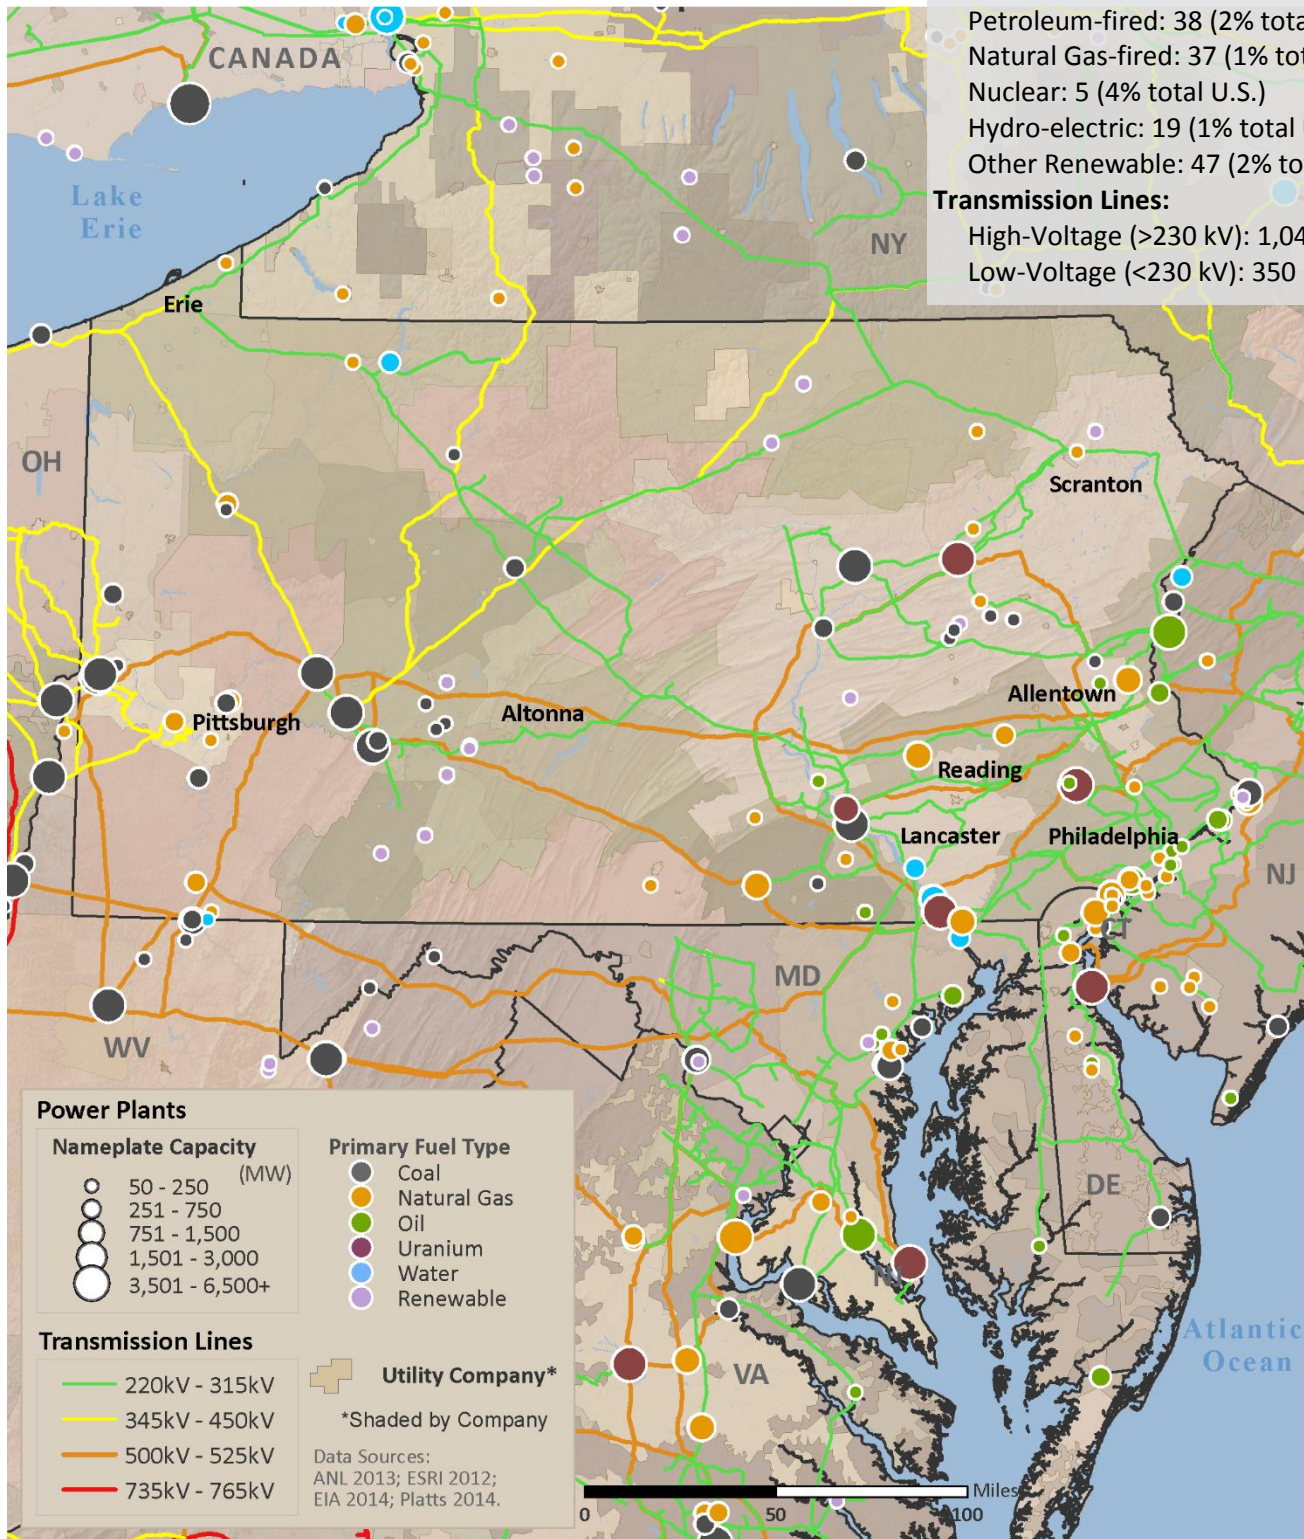 Petroleum-fired: 38 (2% tota
Natural Gas-fired: 37 (1% tot
Nuclear: 5 (4% total U.S.)
Hydro-electric: 19 (1% total
Other Renewable: 47 (2% to
Transmission Lines:
High-Voltage (>230 kV): 1,04
Low-Voltage (<230 kV): 350
CANADA
Lake
Erie
NY
Erie
OH
Scranton
Allentown
Pittsburgh
Altonna
Reading
Lancaster
Philadelphia
NJ
CT
MD
WV
DE
VA
Atlantic
Ocean
Power Plants
Nameplate Capacity
(MW)
50 - 250
251 - 750
751 - 1,500
1,501 - 3,000
3,501 - 6,500+
Primary Fuel Type
Coal
Natural Gas
Oil
Uranium
Water
Renewable
Transmission Lines
220kV - 315kV
345kV - 450kV
500kV - 525kV
735kV - 765kV
Utility Company*
*Shaded by Company
Data Sources:
ANL 2013; ESRI 2012;
EIA 2014; Platts 2014.
Miles
0 50 100